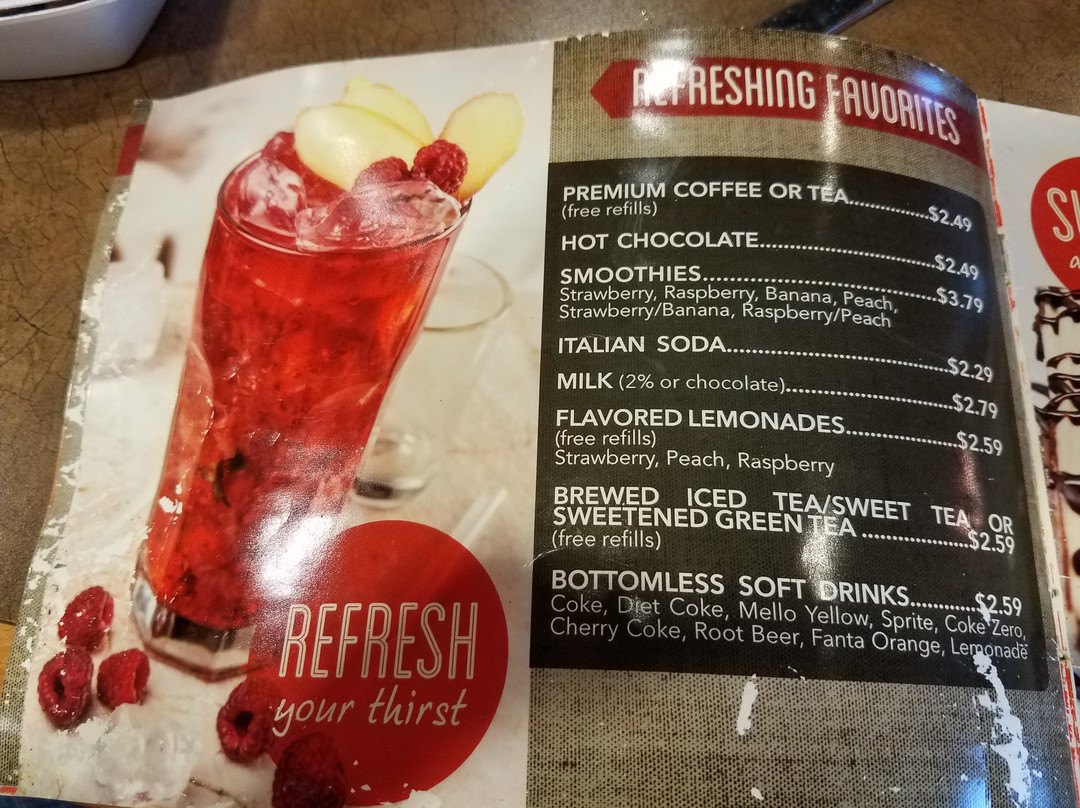 REFRESHING FAVORITES
PREMIUM COFFEE OR TEA..............$2.49
(free refills)
HOT CHOCOLATE..............................$2.49
SMOOTHIES.......................................$3.79
Strawberry, Raspberry, Banana, Peach,
Strawberry/Banana, Raspberry/Peach
ITALIAN SODA....................................$2.29
MILK (2% or chocolate)............................$2.79
FLAVORED LEMONADES...................$2.59
(free refills)
Strawberry, Peach, Raspberry
BREWED ICED TEA/SWEET TEA OR
SWEETENED GREEN TEA ..................$2.59
(free refills)
BOTTOMLESS SOFT DRINKS...........$2.59
Coke, Diet Coke, Mello Yellow, Sprite, Coke Zero,
Cherry Coke, Root Beer, Fanta Orange, Lemonade
REFRESH
your thirst